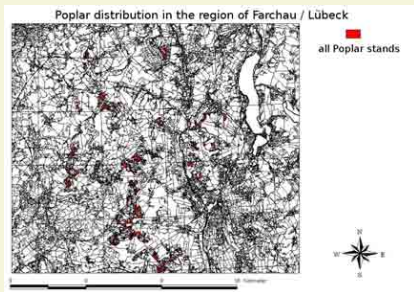 Poplar distribution in the region of Farchau / Lübeck
all Poplar stands
N
W E
S